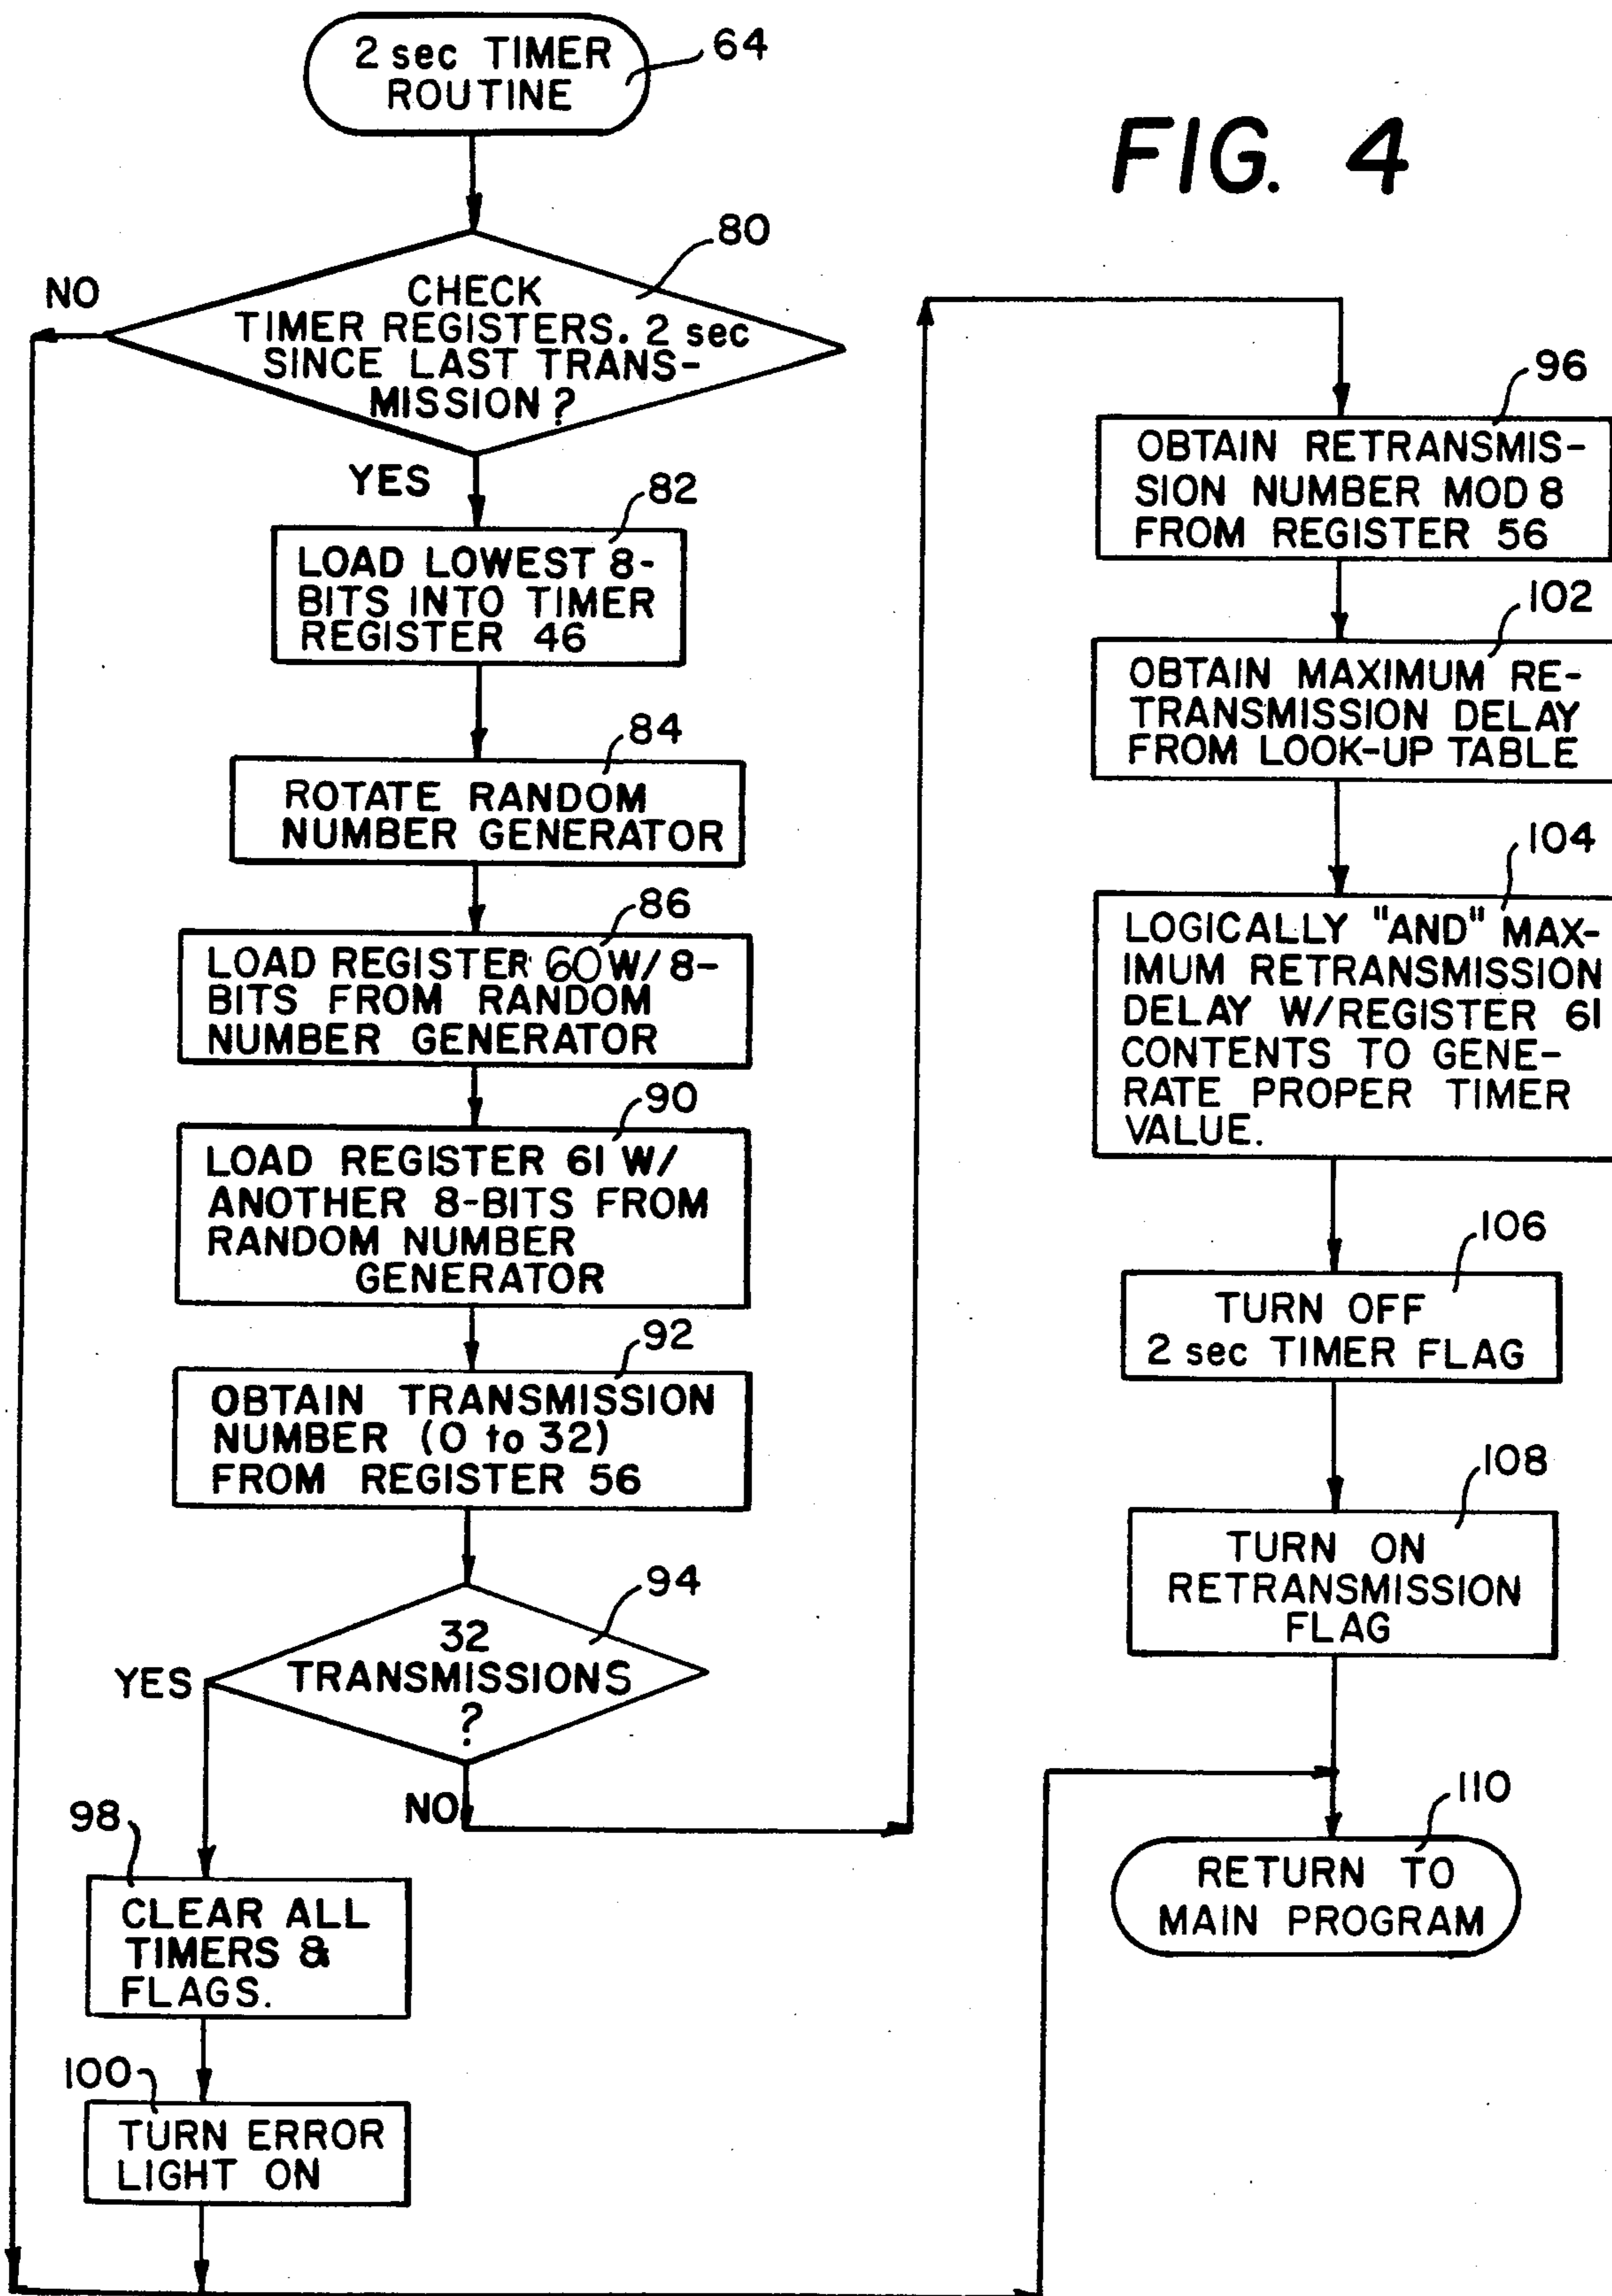 2 sec TIMER
ROUTINE
64
FIG. 4
80
NO
CHECK
TIMER REGISTERS. 2 sec
SINCE LAST TRANS-
MISSION ?
YES
82
LOAD LOWEST 8-
BITS INTO TIMER
REGISTER 46
84
ROTATE RANDOM
NUMBER GENERATOR
86
LOAD REGISTER 60 W/ 8-
BITS FROM RANDOM
NUMBER GENERATOR
90
LOAD REGISTER 61 W/
ANOTHER 8-BITS FROM
RANDOM NUMBER
GENERATOR
92
OBTAIN TRANSMISSION
NUMBER (0 to 32)
FROM REGISTER 56
94
32
TRANSMISSIONS
?
YES
NO
98
CLEAR ALL
TIMERS &
FLAGS.
100
TURN ERROR
LIGHT ON
96
OBTAIN RETRANSMIS-
SION NUMBER MOD 8
FROM REGISTER 56
102
OBTAIN MAXIMUM RE-
TRANSMISSION DELAY
FROM LOOK-UP TABLE
104
LOGICALLY "AND" MAX-
IMUM RETRANSMISSION
DELAY W/REGISTER 61
CONTENTS TO GENE-
RATE PROPER TIMER
VALUE.
106
TURN OFF
2 sec TIMER FLAG
108
TURN ON
RETRANSMISSION
FLAG
110
RETURN TO
MAIN PROGRAM